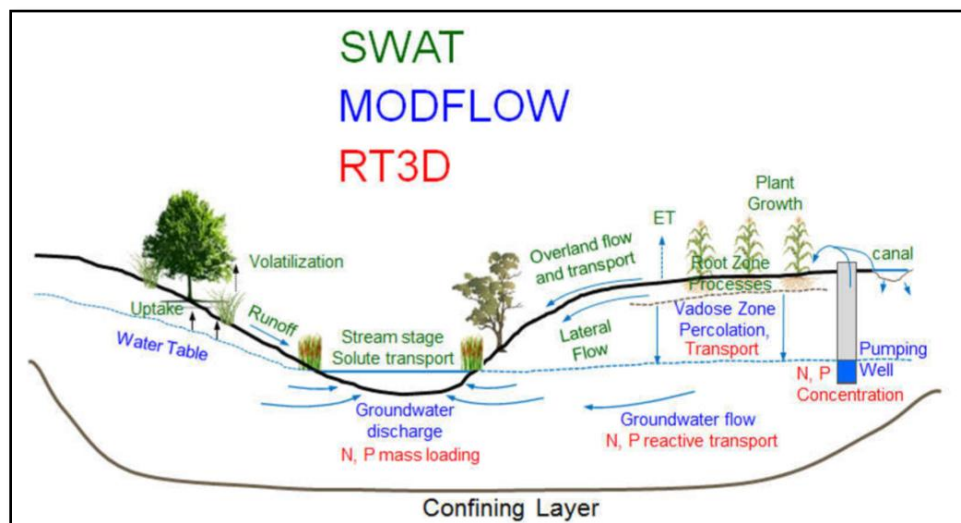 SWAT
MODFLOW
RT3D
Plant
Growth
ET
Overland flow
and transport
canal
Volatilization
Root Zone
Processes
Uptake
Runoff
Water Table
Stream stage
Solute transport
Lateral
Flow
Vadose Zone
Percolation,
Transport
Pumping
Well
N, P
Concentration
Groundwater
discharge
N, P mass loading
Groundwater flow
N, P reactive transport
Confining Layer